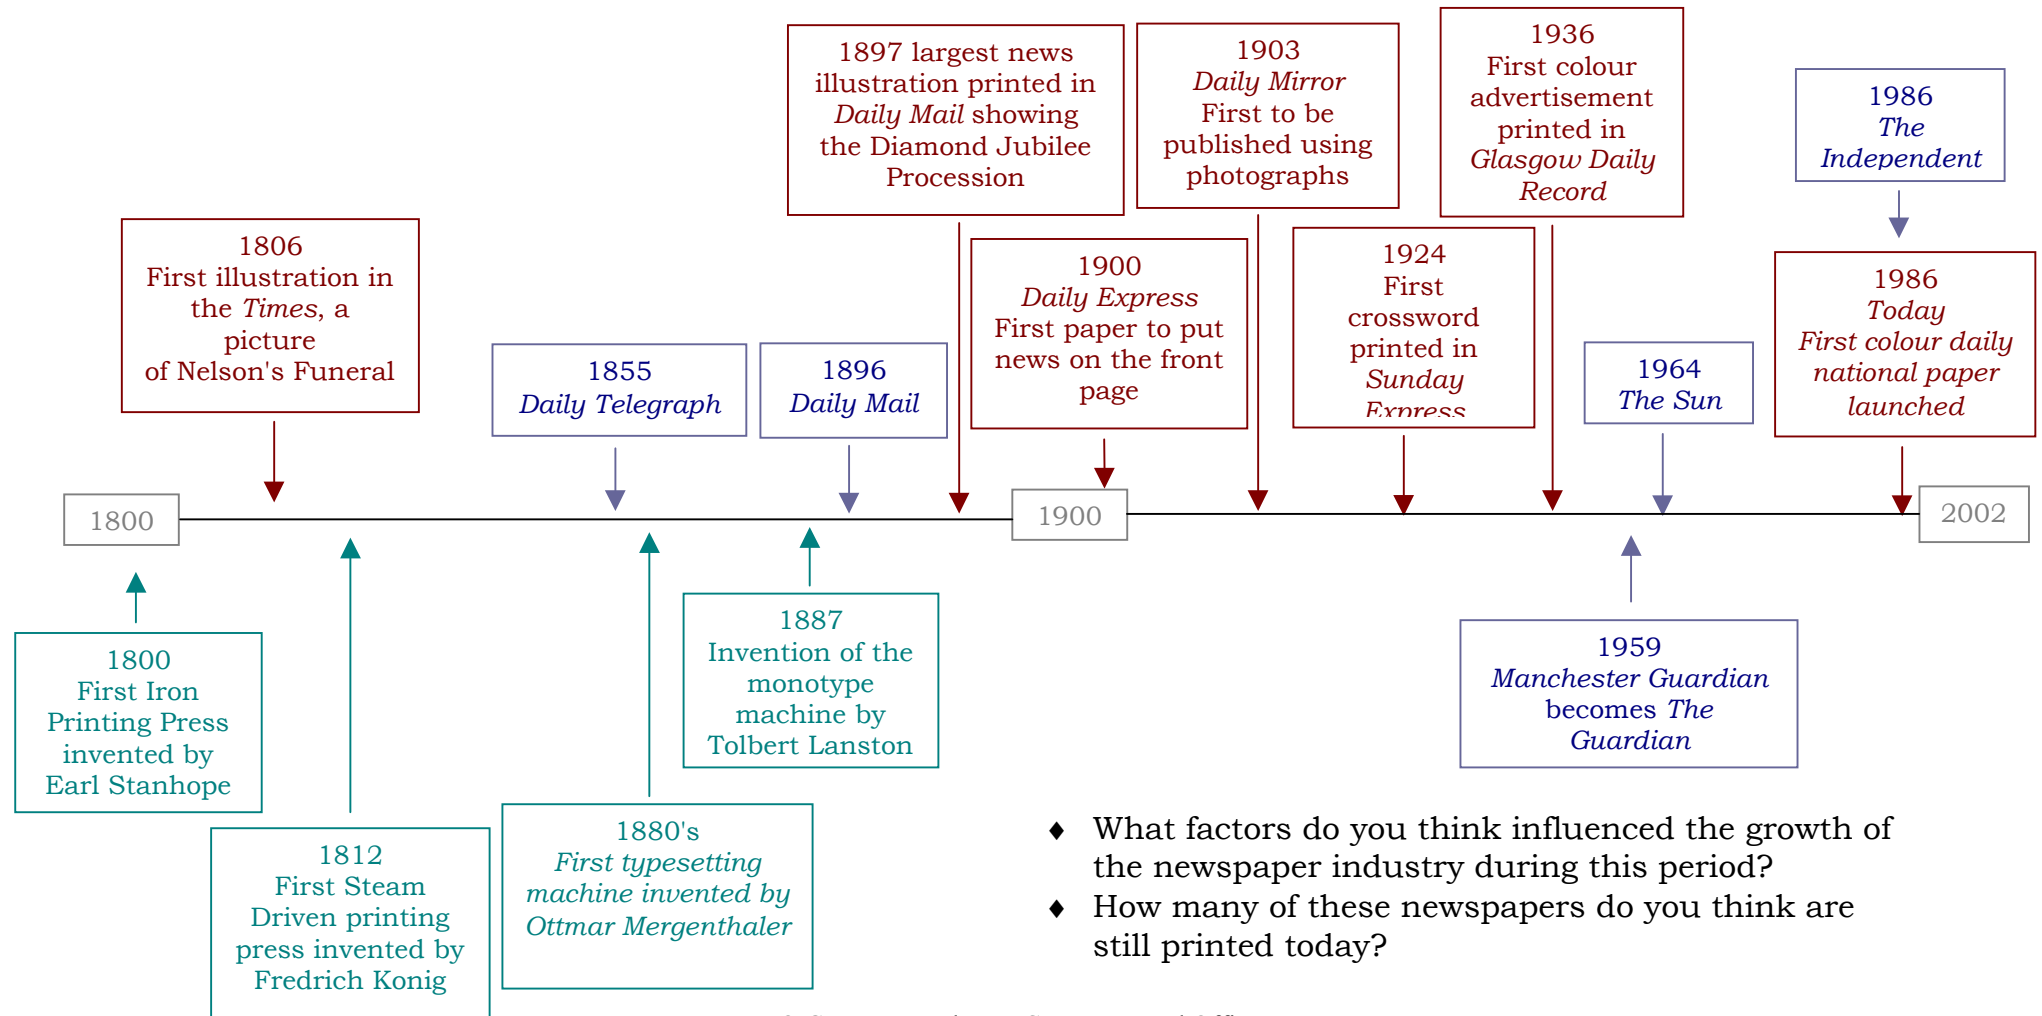 1897 largest news
illustration printed in
Daily Mail showing
the Diamond Jubilee
Procession
1903
Daily Mirror
First to be
published using
photographs
1936
First colour
advertisement
printed in
Glasgow Daily
Record
1986
The
Independent
1806
First illustration in
the Times, a
picture
of Nelson's Funeral
1855
Daily Telegraph
1896
Daily Mail
1900
Daily Express
First paper to put
news on the front
page
1924
First
crossword
printed in
Sunday
Express
1964
The Sun
1986
Today
First colour daily
national paper
launched
1800
1900
2002
1800
First Iron
Printing Press
invented by
Earl Stanhope
1812
First Steam
Driven printing
press invented by
Fredrich Konig
1880's
First typesetting
machine invented by
Ottmar Mergenthaler
1887
Invention of the
monotype
machine by
Tolbert Lanston
1959
Manchester Guardian
becomes The
Guardian
♦ What factors do you think influenced the growth of
the newspaper industry during this period?
♦ How many of these newspapers do you think are
still printed today?